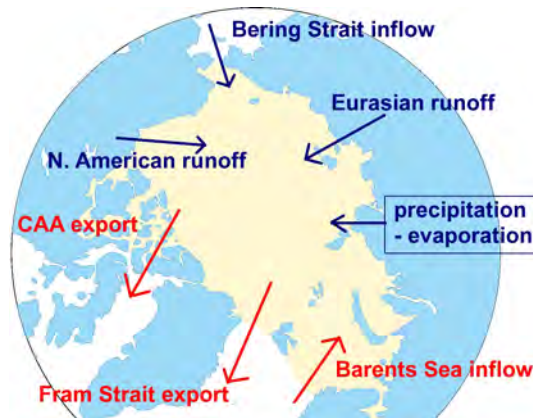 Bering Strait inflow
Eurasian runoff
N. American runoff
CAA export
precipitation
- evaporation
Fram Strait export
Barents Sea inflow